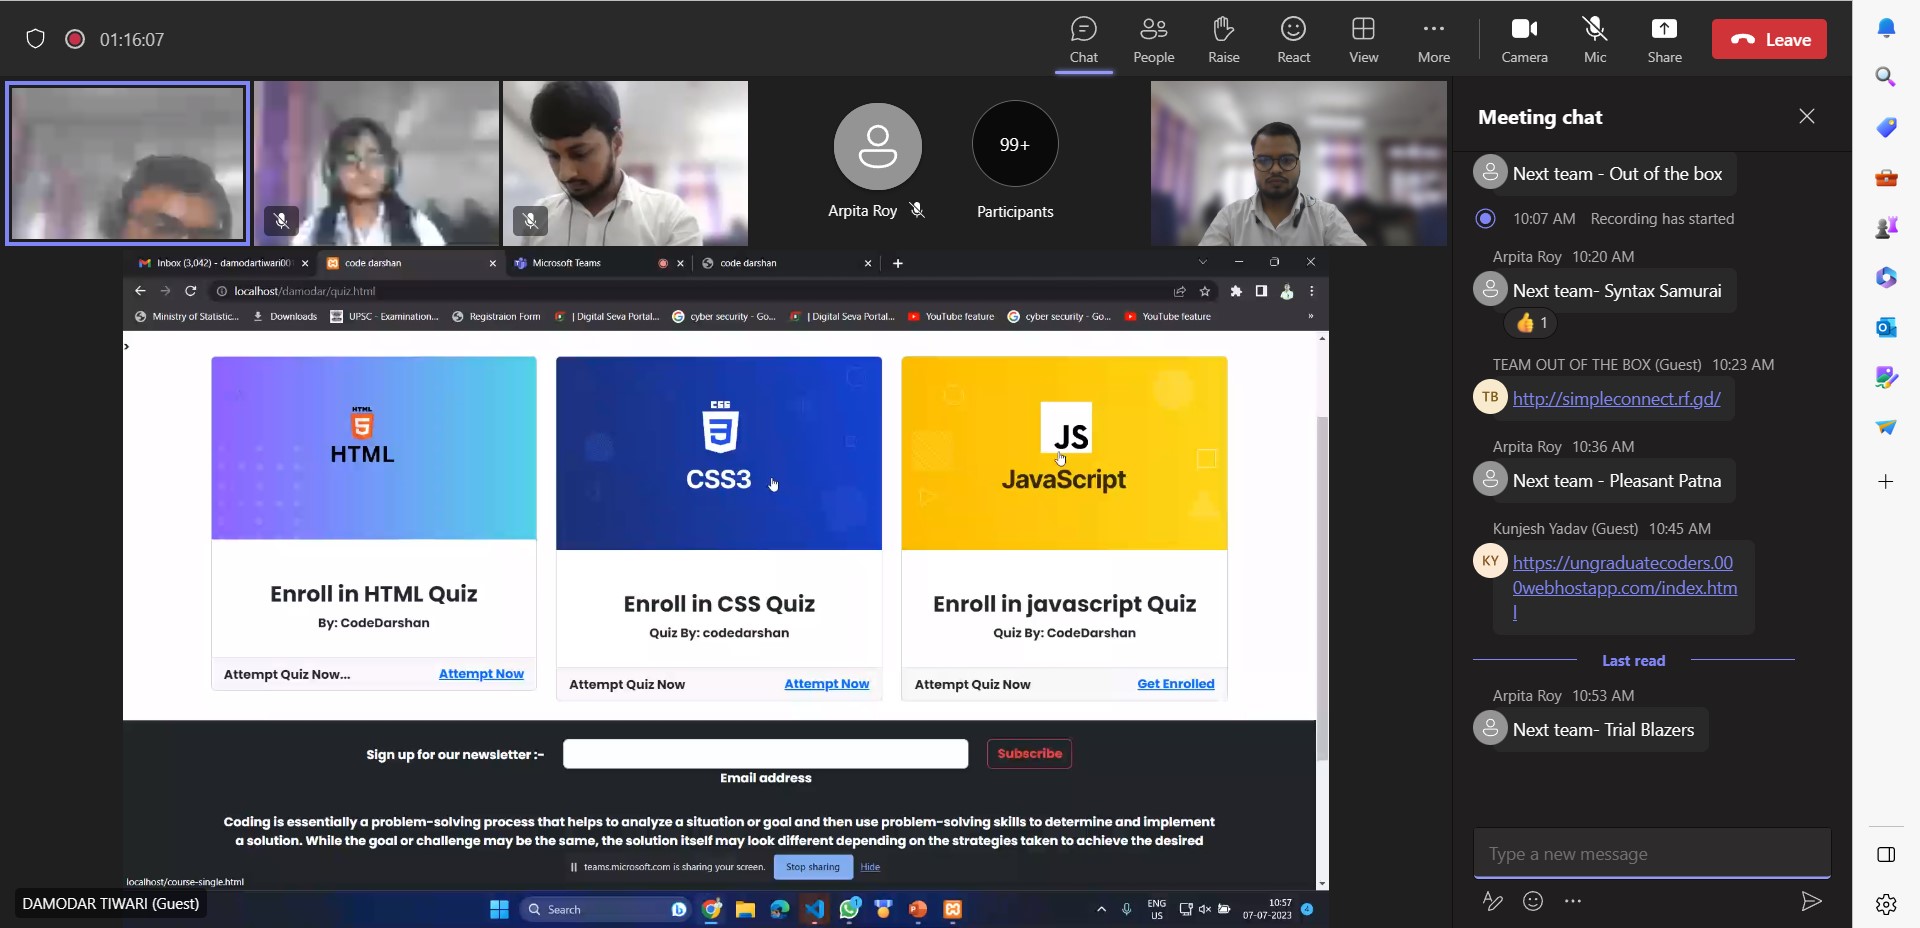 01:16:07
Chat
People
Raise
React
View
More
Camera
Mic
Share
Leave
Arpita Roy
99+
Participants
Inbox (3,042) - damodartiwari00
code darshan
Microsoft Teams
code darshan
localhost/damodar/quiz.html
Ministry of Statistic...
Downloads
UPSC - Examination...
Registraion Form
| Digital Seva Portal...
cyber security - Go...
| Digital Seva Portal...
YouTube feature
cyber security - Go...
YouTube feature
»
>
HTML
5
HTML
CSS
3
CSS3
JS
JavaScript
Enroll in HTML Quiz
By: CodeDarshan
Attempt Quiz Now...
Attempt Now
Enroll in CSS Quiz
Quiz By: codedarshan
Attempt Quiz Now
Attempt Now
Enroll in javascript Quiz
Quiz By: CodeDarshan
Attempt Quiz Now
Get Enrolled
Sign up for our newsletter :-
Subscribe
Email address
Coding is essentially a problem-solving process that helps to analyze a situation or goal and then use problem-solving skills to determine and implement
a solution. While the goal or challenge may be the same, the solution itself may look different depending on the strategies taken to achieve the desired
teams.microsoft.com is sharing your screen.
Stop sharing
Hide
localhost/course-single.html
DAMODAR TIWARI (Guest)
Search
1
ENG
US
10:57
07-07-2023
4
Meeting chat
Next team - Out of the box
10:07 AM Recording has started
Arpita Roy 10:20 AM
Next team- Syntax Samurai
1
TEAM OUT OF THE BOX (Guest) 10:23 AM
TB
http://simpleconnect.rf.gd/
Arpita Roy 10:36 AM
Next team - Pleasant Patna
Kunjesh Yadav (Guest) 10:45 AM
KY
https://ungraduatecoders.00
0webhostapp.com/index.htm
l
Last read
Arpita Roy 10:53 AM
Next team- Trial Blazers
Type a new message